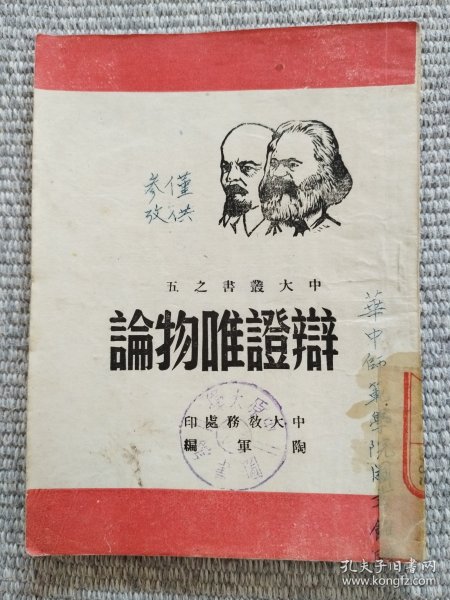 僅供
参攷
中大叢書之五
辯證唯物論
中大教務處印
陶軍編
華中師範學院圖
孔夫子旧书网
www.kongfz.com